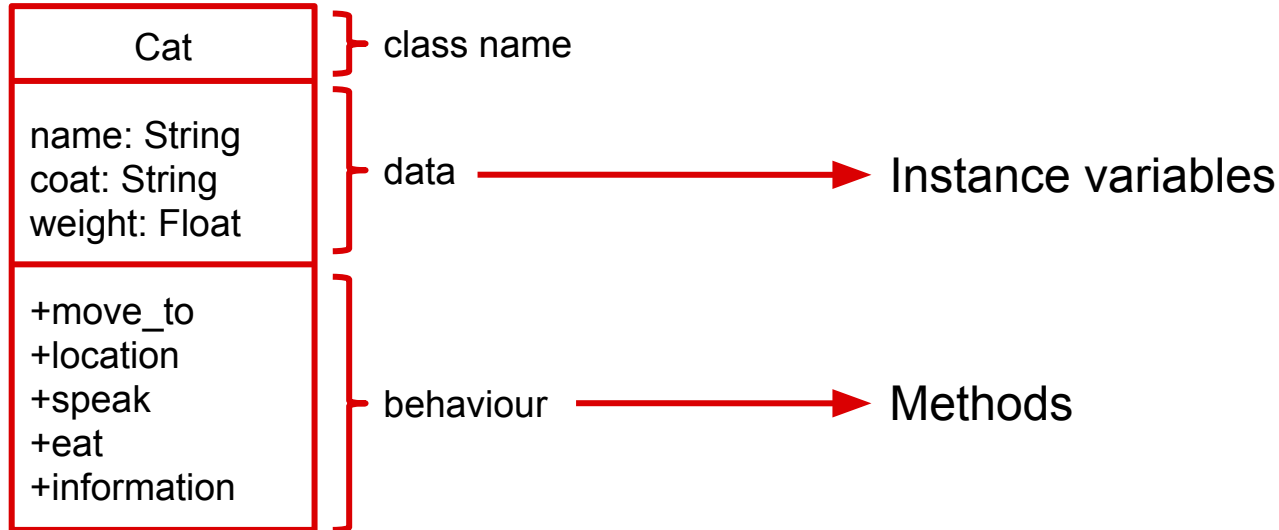 Cat
class name
name: String
coat: String
weight: Float
data
Instance variables
+move_to
+location
+speak
+eat
+information
behaviour
Methods